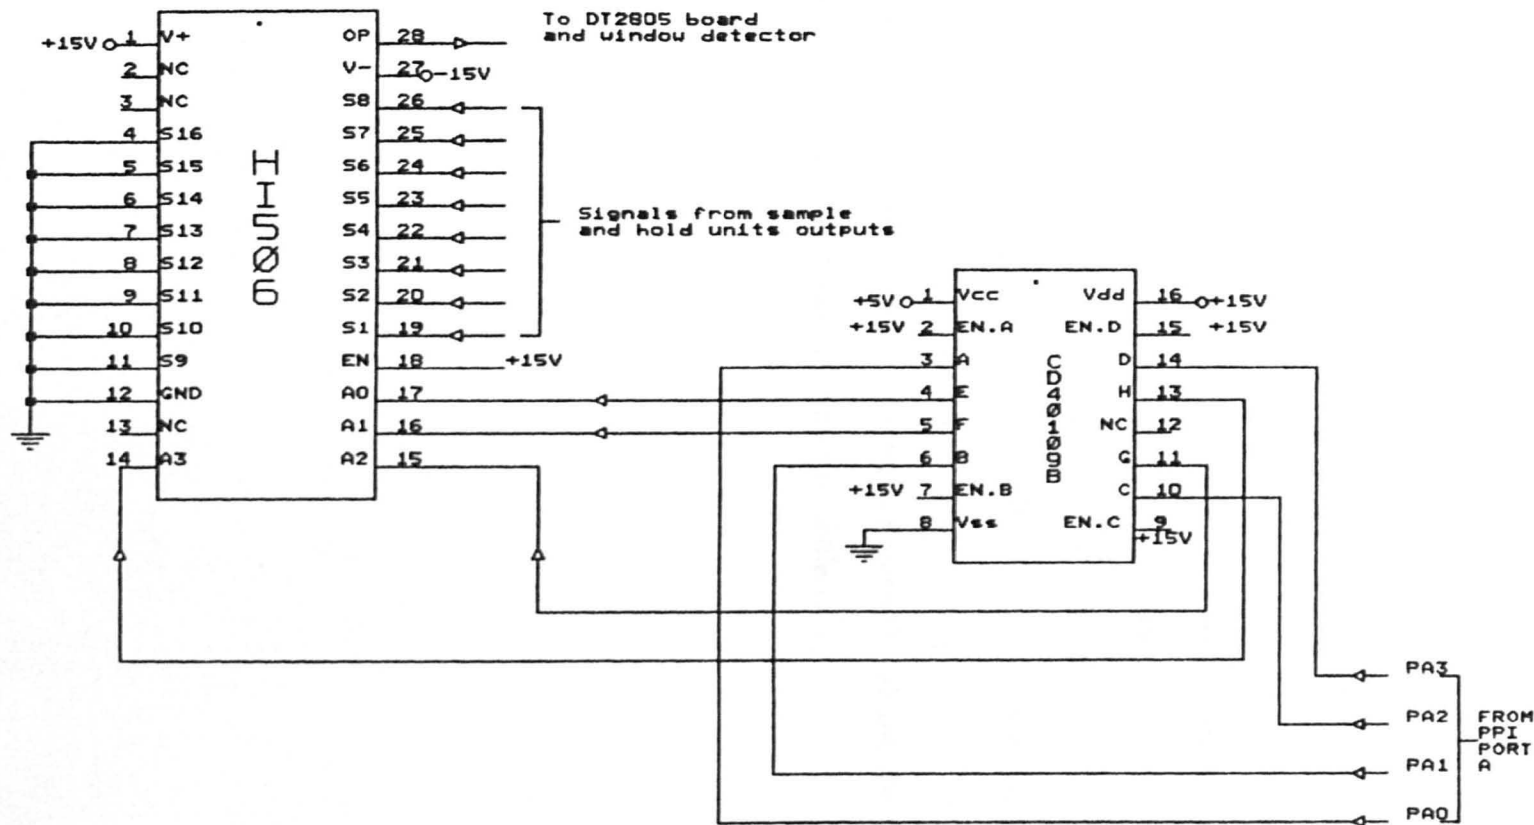 To DT2805 board
and window detector
+15V 1 V+ OP 28
2 NC V- 27 -15V
3 NC S8 26
4 S16 S7 25
5 S15 S6 24
6 S14 S5 23
7 S13 S4 22
8 S12 S3 21
9 S11 S2 20
10 S10 S1 19
11 S9 EN 18 +15V
12 GND A0 17
13 NC A1 16
14 A3 A2 15
HI506
Signals from sample
and hold units outputs
+5V 1 Vcc Vdd 16 +15V
+15V 2 EN.A EN.D 15 +15V
3 A D 14
4 E H 13
5 F NC 12
6 B G 11
+15V 7 EN.B C 10
8 Vss EN.C 9
+15V
CD40109B
PA3
PA2
PA1
PA0
FROM
PPI
PORT
A